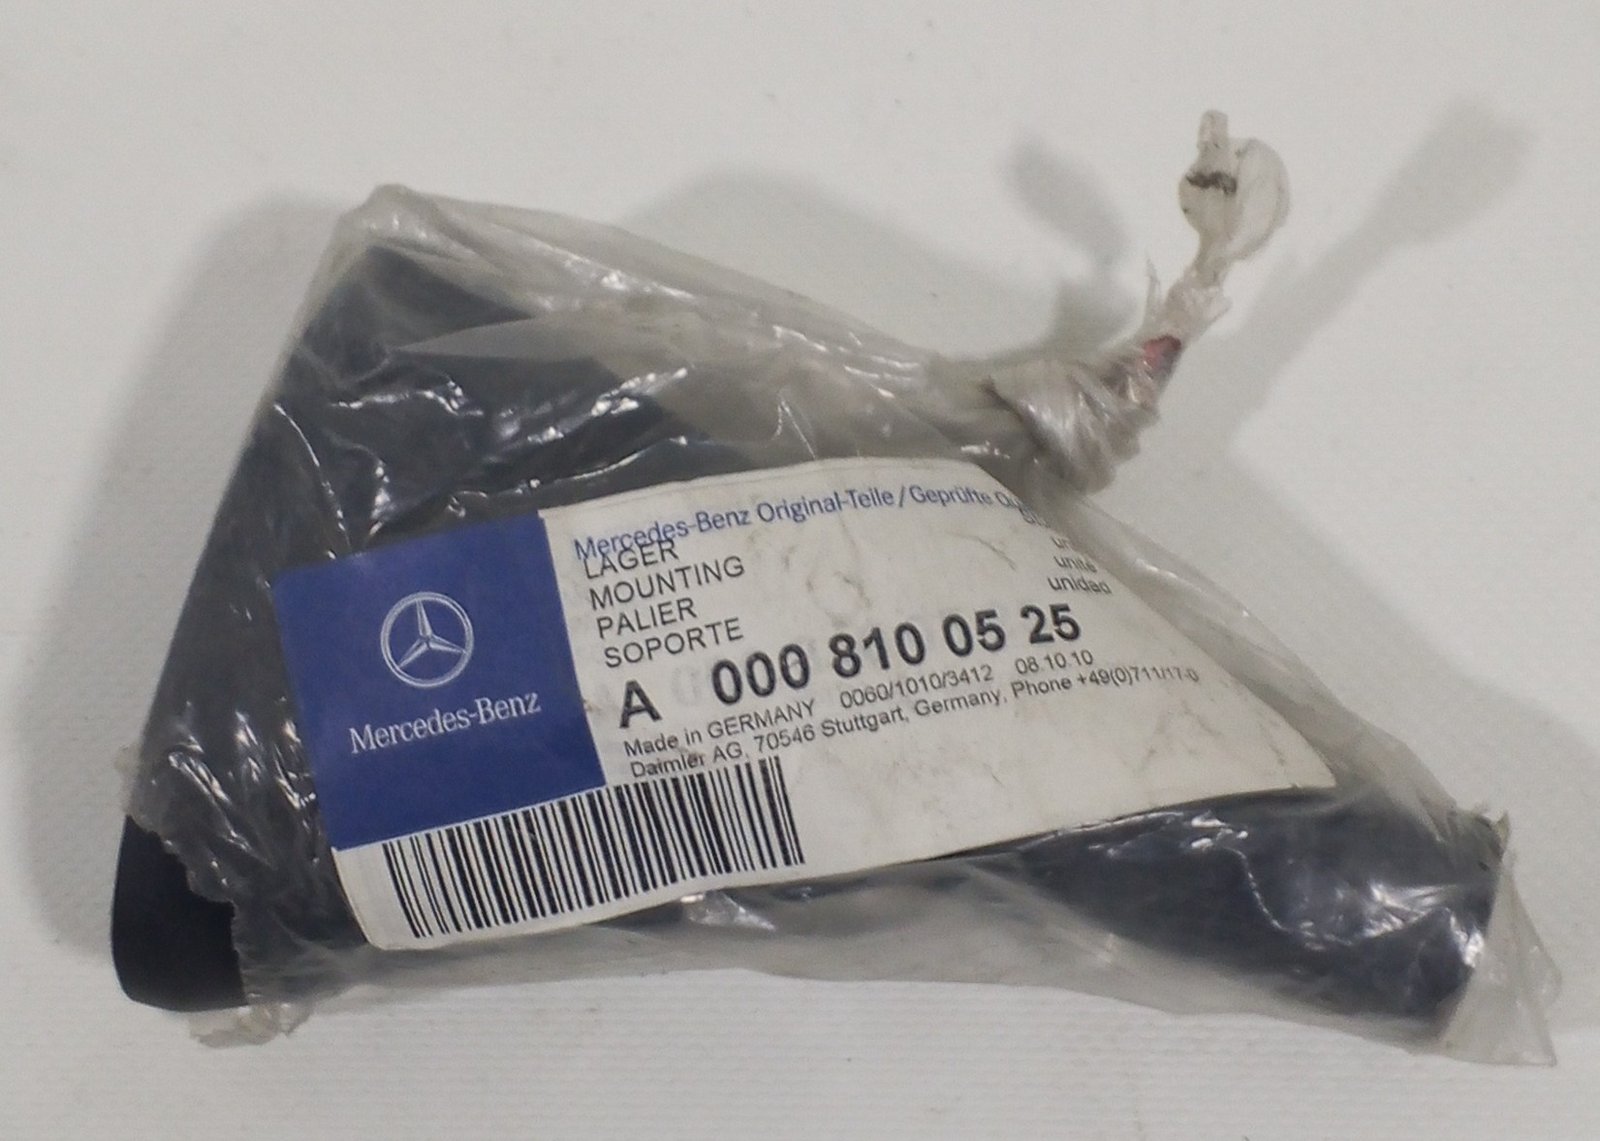 Mercedes-Benz Original-Teile / Geprüfte
LAGER
MOUNTING
PALIER
SOPORTE
unité
unidad
A 000 810 05 25
Made in GERMANY 0060/1010/3412 08.10.10
Daimler AG, 70546 Stuttgart, Germany, Phone +49(0)711/17-0
Mercedes-Benz